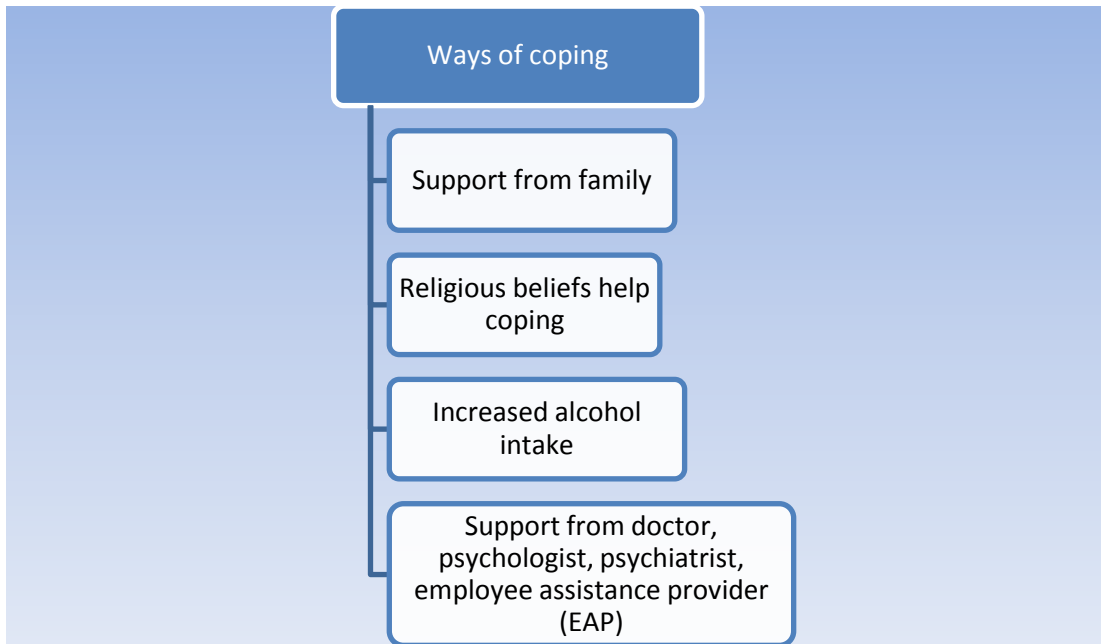 Ways of coping
Support from family
Religious beliefs help
coping
Increased alcohol
intake
Support from doctor,
psychologist, psychiatrist,
employee assistance provider
(EAP)